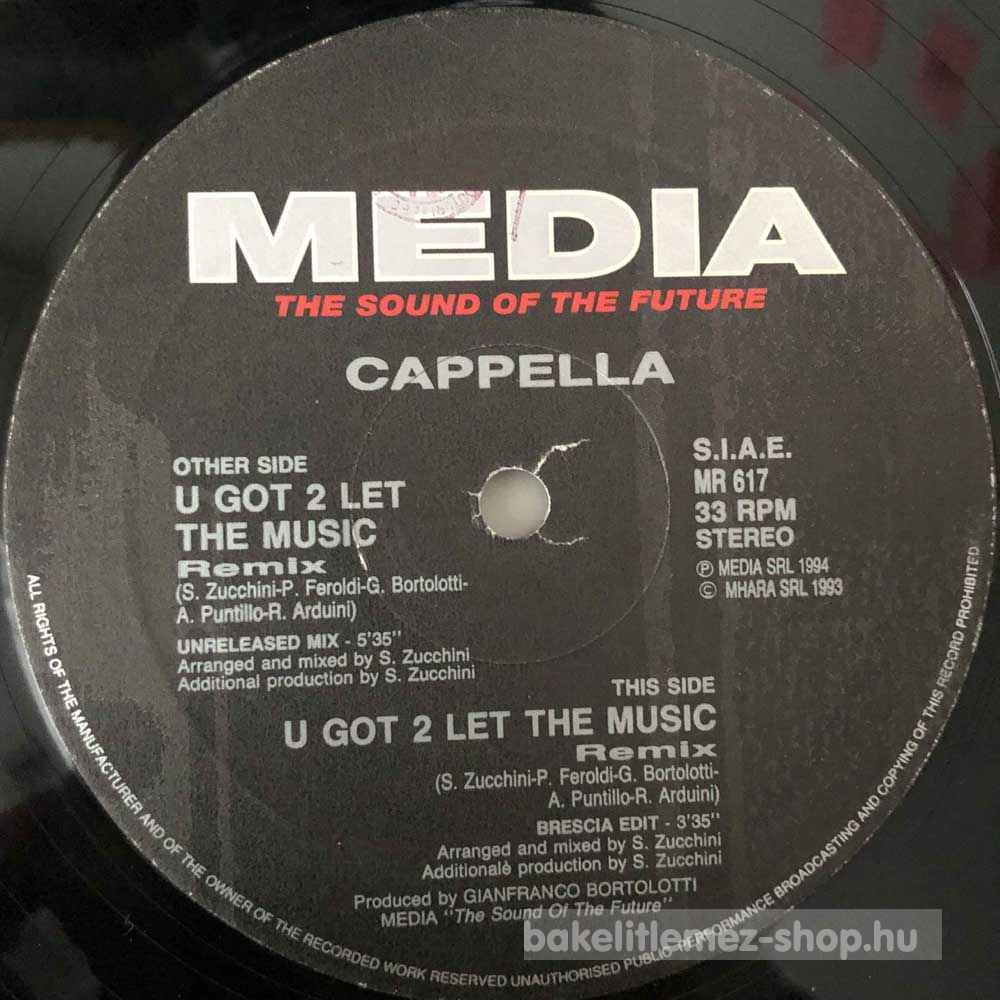 MEDIA
THE SOUND OF THE FUTURE
CAPPELLA
OTHER SIDE
U GOT 2 LET
THE MUSIC
Remix
(S. Zucchini-P. Feroldi-G. Bortolotti-
A. Puntillo-R. Arduini)
UNRELEASED MIX - 5'35''
Arranged and mixed by S. Zucchini
Additional production by S. Zucchini
S.I.A.E.
MR 617
33 RPM
STEREO
Ⓟ MEDIA SRL 1994
© MHARA SRL 1993
THIS SIDE
U GOT 2 LET THE MUSIC
Remix
(S. Zucchini-P. Feroldi-G. Bortolotti-
A. Puntillo-R. Arduini)
BRESCIA EDIT - 3'35''
Arranged and mixed by S. Zucchini
Additionale production by S. Zucchini
Produced by GIANFRANCO BORTOLOTTI
MEDIA "The Sound Of The Future"
ALL RIGHTS OF THE MANUFACTURER AND OF THE OWNER OF THE RECORDED WORK RESERVED UNAUTHORISED PUBLIC PERFORMANCE BROADCASTING AND COPYING OF THIS RECORD PROHIBITED
bakelitlemez-shop.hu